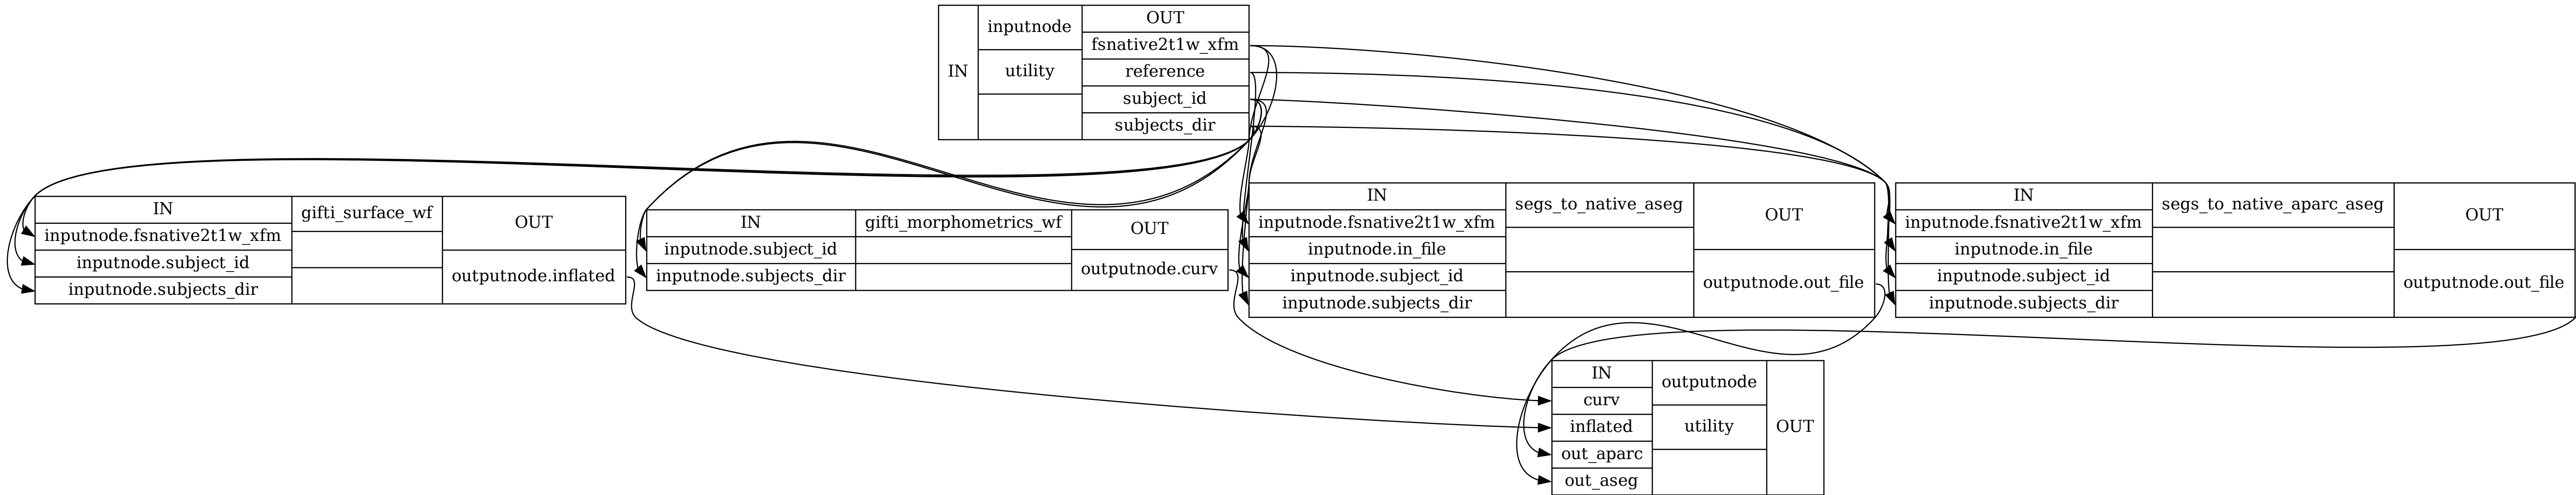 IN
inputnode
utility
OUT
fsnative2t1w_xfm
reference
subject_id
subjects_dir
IN
inputnode.fsnative2t1w_xfm
inputnode.subject_id
inputnode.subjects_dir
gifti_surface_wf
OUT
outputnode.inflated
IN
inputnode.subject_id
inputnode.subjects_dir
gifti_morphometrics_wf
OUT
outputnode.curv
IN
inputnode.fsnative2t1w_xfm
inputnode.in_file
inputnode.subject_id
inputnode.subjects_dir
segs_to_native_aseg
OUT
outputnode.out_file
IN
inputnode.fsnative2t1w_xfm
inputnode.in_file
inputnode.subject_id
inputnode.subjects_dir
segs_to_native_aparc_aseg
OUT
outputnode.out_file
IN
curv
inflated
out_aparc
out_aseg
outputnode
utility
OUT